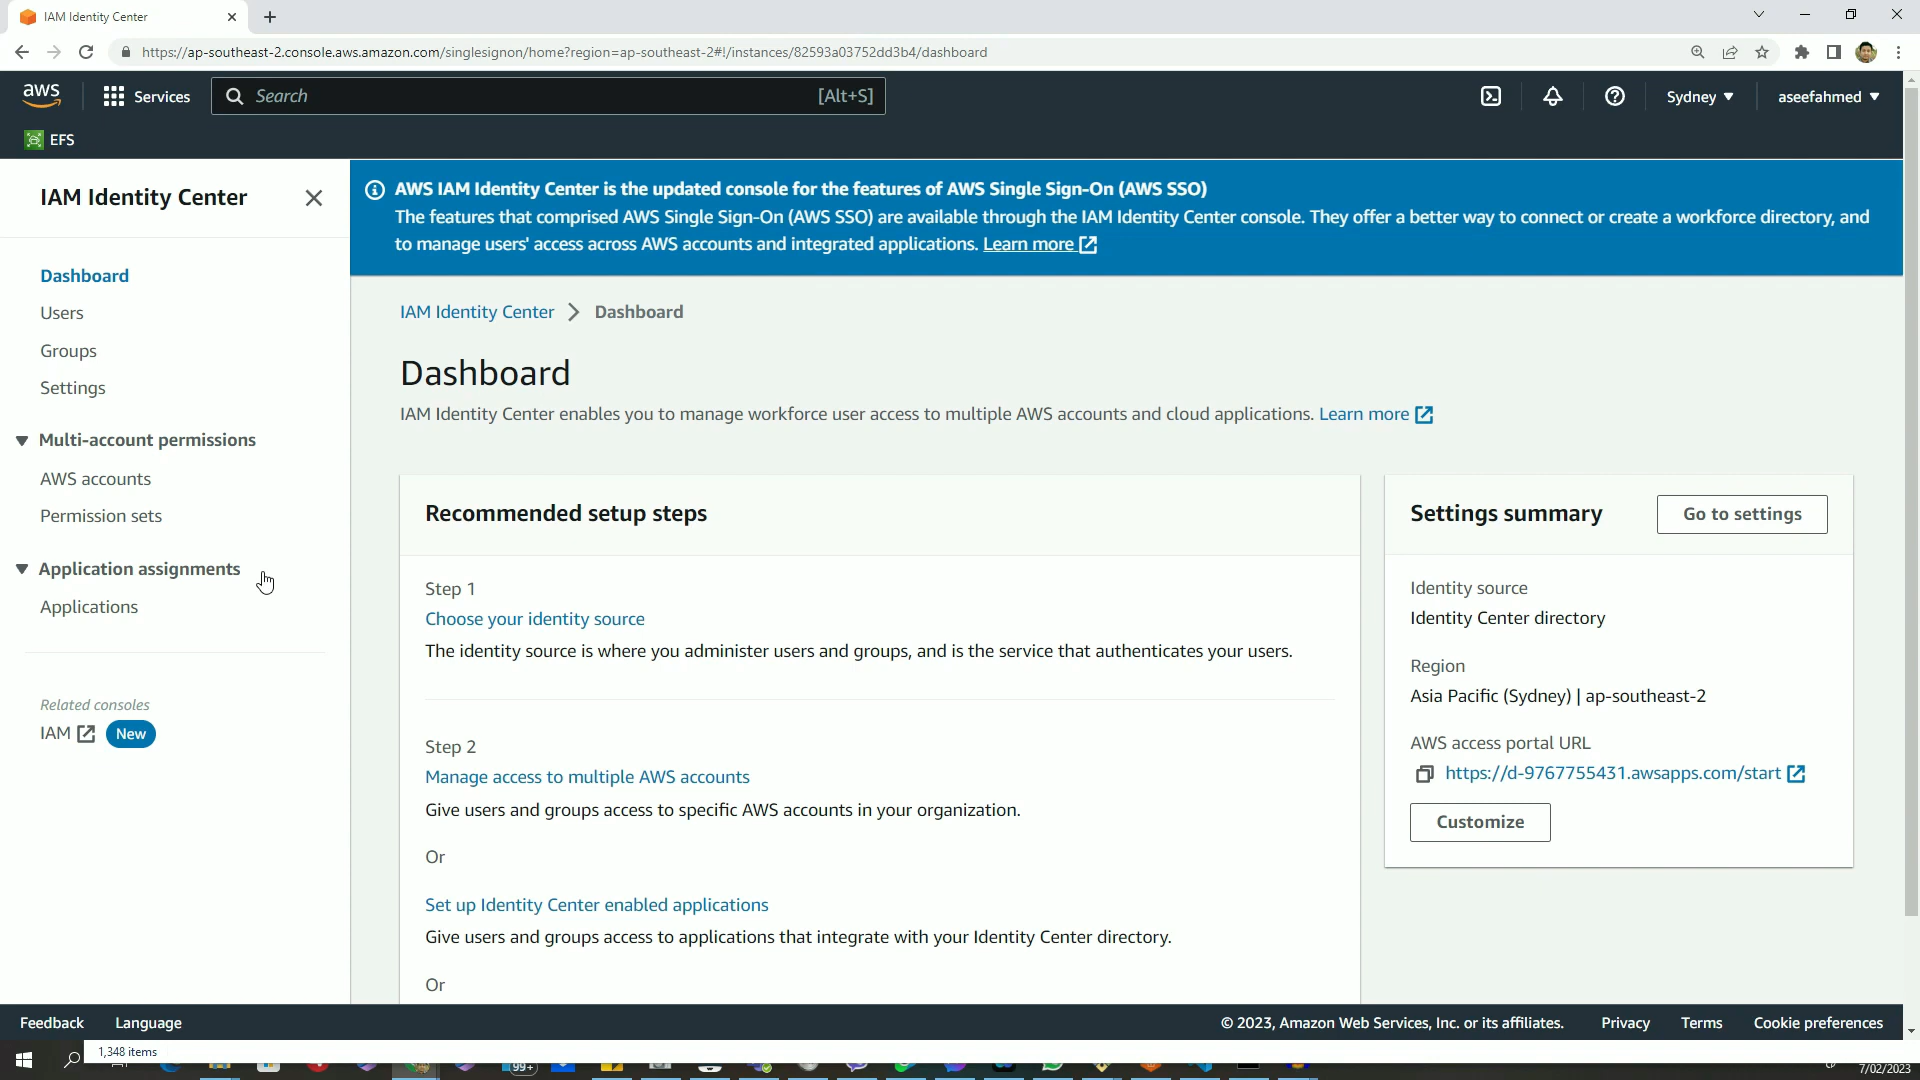 IAM Identity Center
https://ap-southeast-2.console.aws.amazon.com/singlesignon/home?region=ap-southeast-2#!/instances/82593a03752dd3b4/dashboard
aws
Services
Search
[Alt+S]
Sydney
aseefahmed
EFS
IAM Identity Center
Dashboard
Users
Groups
Settings
Multi-account permissions
AWS accounts
Permission sets
Application assignments
Applications
Related consoles
IAM
New
AWS IAM Identity Center is the updated console for the features of AWS Single Sign-On (AWS SSO)
The features that comprised AWS Single Sign-On (AWS SSO) are available through the IAM Identity Center console. They offer a better way to connect or create a workforce directory, and
to manage users' access across AWS accounts and integrated applications. Learn more
IAM Identity Center Dashboard
Dashboard
IAM Identity Center enables you to manage workforce user access to multiple AWS accounts and cloud applications. Learn more
Recommended setup steps
Step 1
Choose your identity source
The identity source is where you administer users and groups, and is the service that authenticates your users.
Step 2
Manage access to multiple AWS accounts
Give users and groups access to specific AWS accounts in your organization.
Or
Set up Identity Center enabled applications
Give users and groups access to applications that integrate with your Identity Center directory.
Or
Settings summary
Go to settings
Identity source
Identity Center directory
Region
Asia Pacific (Sydney) | ap-southeast-2
AWS access portal URL
https://d-9767755431.awsapps.com/start
Customize
Feedback
Language
© 2023, Amazon Web Services, Inc. or its affiliates.
Privacy
Terms
Cookie preferences
1,348 items
99+
7/02/2023